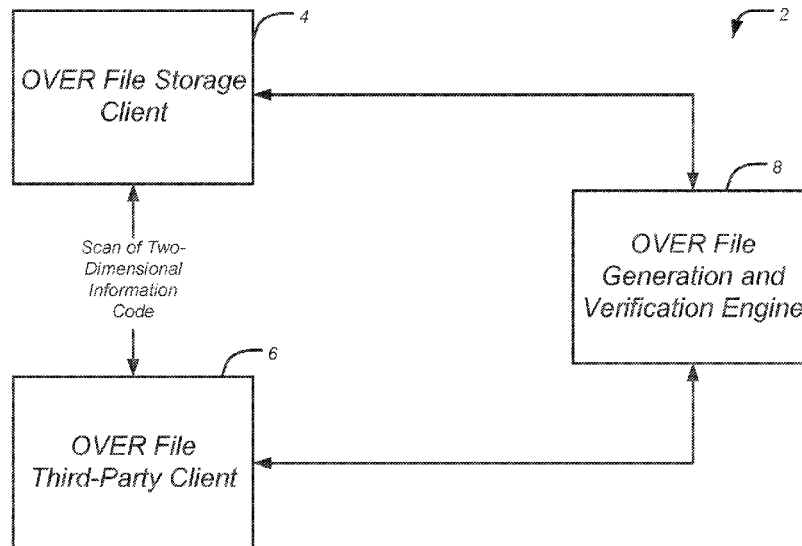 4
2
OVER File Storage
Client
8
Scan of Two-
Dimensional
Information
Code
OVER File
Generation and
Verification Engine
6
OVER File
Third-Party Client